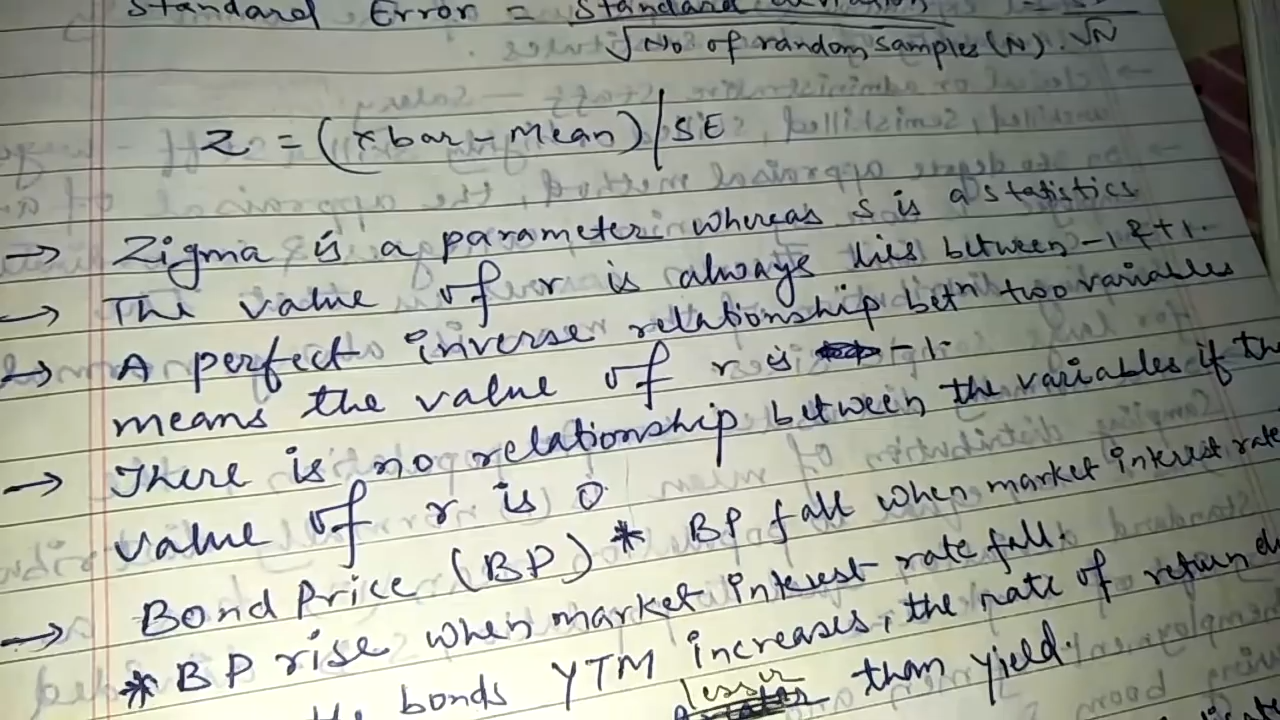 Standard Error = Standard
√No of random samples (N) . √N
Z = (x bar - Mean) / SE
→ Zigma is a parameter whereas s is a statistics
→ The value of r is always lies between -1 & +1.
→ A perfect inverse relationship betn two variables
means the value of r is -1.
→ There is no relationship between the variables if the
value of r is 0
→ Bond Price (BP) * BP fall when market interest rate
* BP rise when market interest rate fall.
bonds YTM increases, the rate of return
lesser than yield.